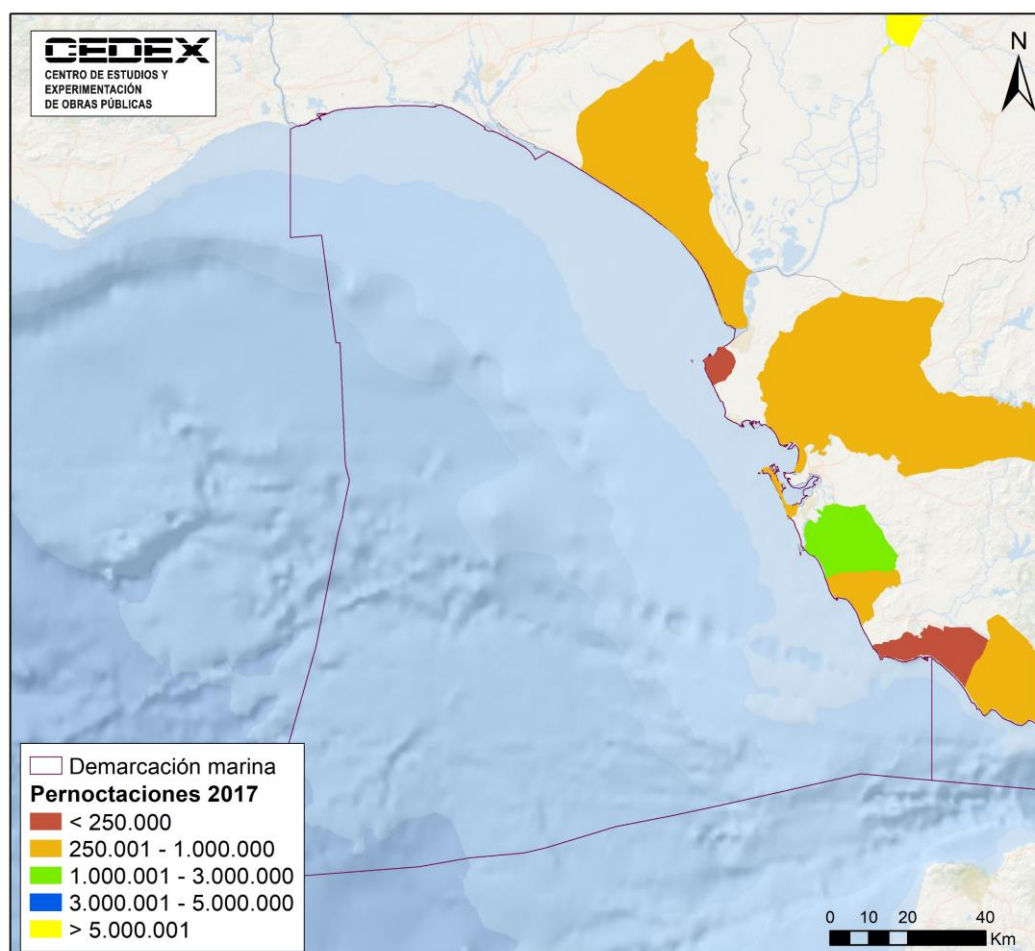 CEDEX
CENTRO DE ESTUDIOS Y
EXPERIMENTACIÓN
DE OBRAS PÚBLICAS
N
Demarcación marina
Pernoctaciones 2017
< 250.000
250.001 - 1.000.000
1.000.001 - 3.000.000
3.000.001 - 5.000.000
> 5.000.001
0 10 20 40
Km